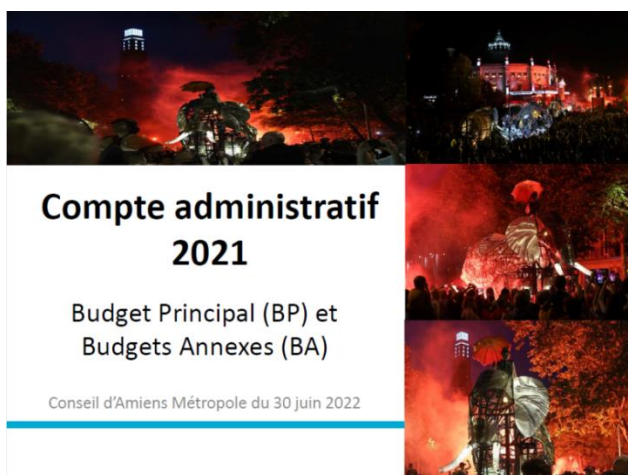 Compte administratif
2021
Budget Principal (BP) et
Budgets Annexes (BA)
Conseil d'Amiens Métropole du 30 juin 2022